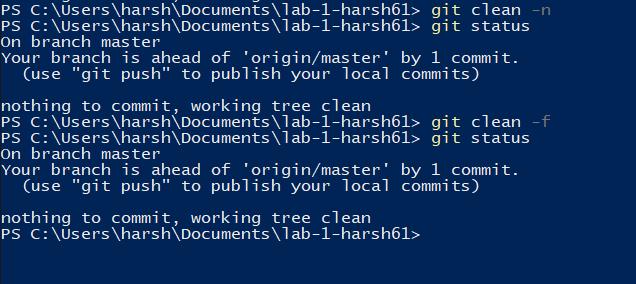 PS C:\Users\harsh\Documents\lab-1-harsh61> git clean -n
PS C:\Users\harsh\Documents\lab-1-harsh61> git status
On branch master
Your branch is ahead of 'origin/master' by 1 commit.
  (use "git push" to publish your local commits)

nothing to commit, working tree clean
PS C:\Users\harsh\Documents\lab-1-harsh61> git clean -f
PS C:\Users\harsh\Documents\lab-1-harsh61> git status
On branch master
Your branch is ahead of 'origin/master' by 1 commit.
  (use "git push" to publish your local commits)

nothing to commit, working tree clean
PS C:\Users\harsh\Documents\lab-1-harsh61>